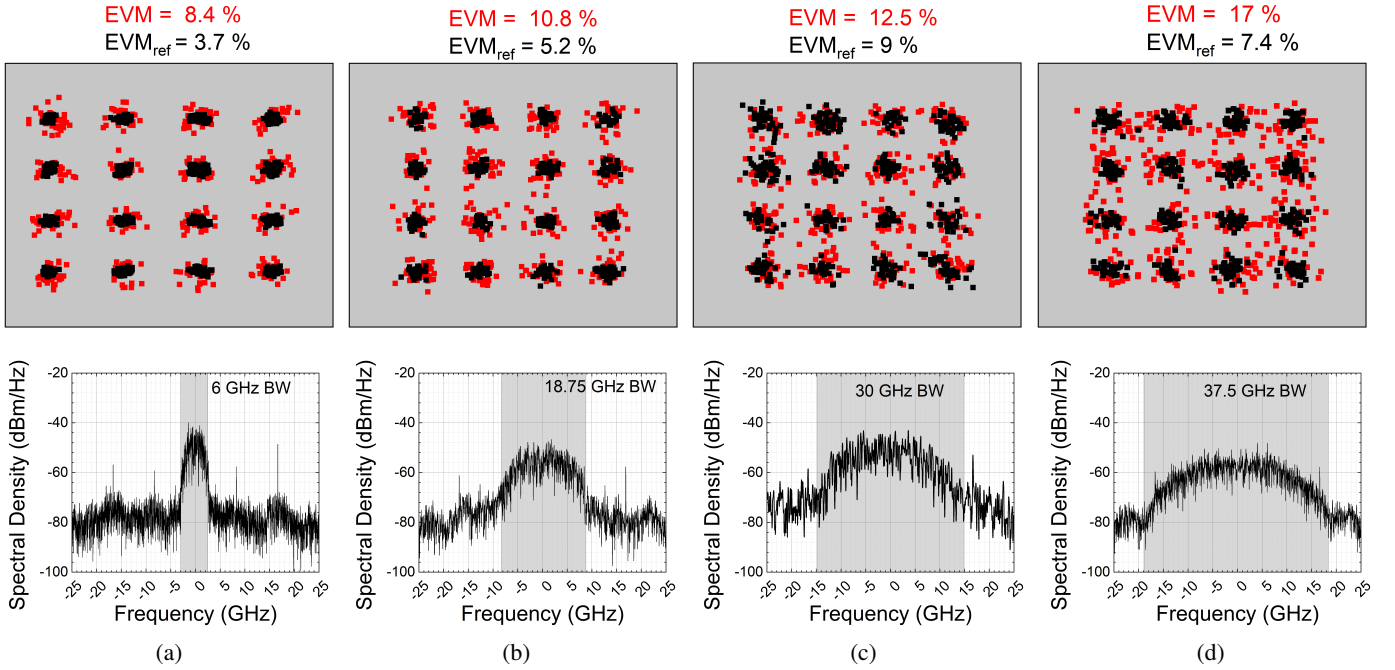 EVM = 8.4 %
EVM_ref = 3.7 %
EVM = 10.8 %
EVM_ref = 5.2 %
EVM = 12.5 %
EVM_ref = 9 %
EVM = 17 %
EVM_ref = 7.4 %
Spectral Density (dBm/Hz)
-20
-40
-60
-80
-100
6 GHz BW
-25 -20 -15 -10 -5 0 5 10 15 20 25
Frequency (GHz)
Spectral Density (dBm/Hz)
-20
-40
-60
-80
-100
18.75 GHz BW
-25 -20 -15 -10 -5 0 5 10 15 20 25
Frequency (GHz)
Spectral Density (dBm/Hz)
-20
-40
-60
-80
-100
30 GHz BW
-25 -20 -15 -10 -5 0 5 10 15 20 25
Frequency (GHz)
Spectral Density (dBm/Hz)
-20
-40
-60
-80
-100
37.5 GHz BW
-25 -20 -15 -10 -5 0 5 10 15 20 25
Frequency (GHz)
(a)
(b)
(c)
(d)